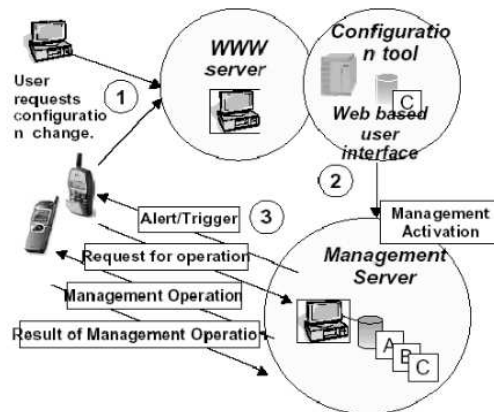 WWW
server
Configuratio
n tool
C
Web based
user
interface
User
requests
configuratio
n change.
1
2
Management
Activation
Alert/Trigger
3
Request for operation
Management Operation
Result of Management Operatio
Management
Server
A
B
C